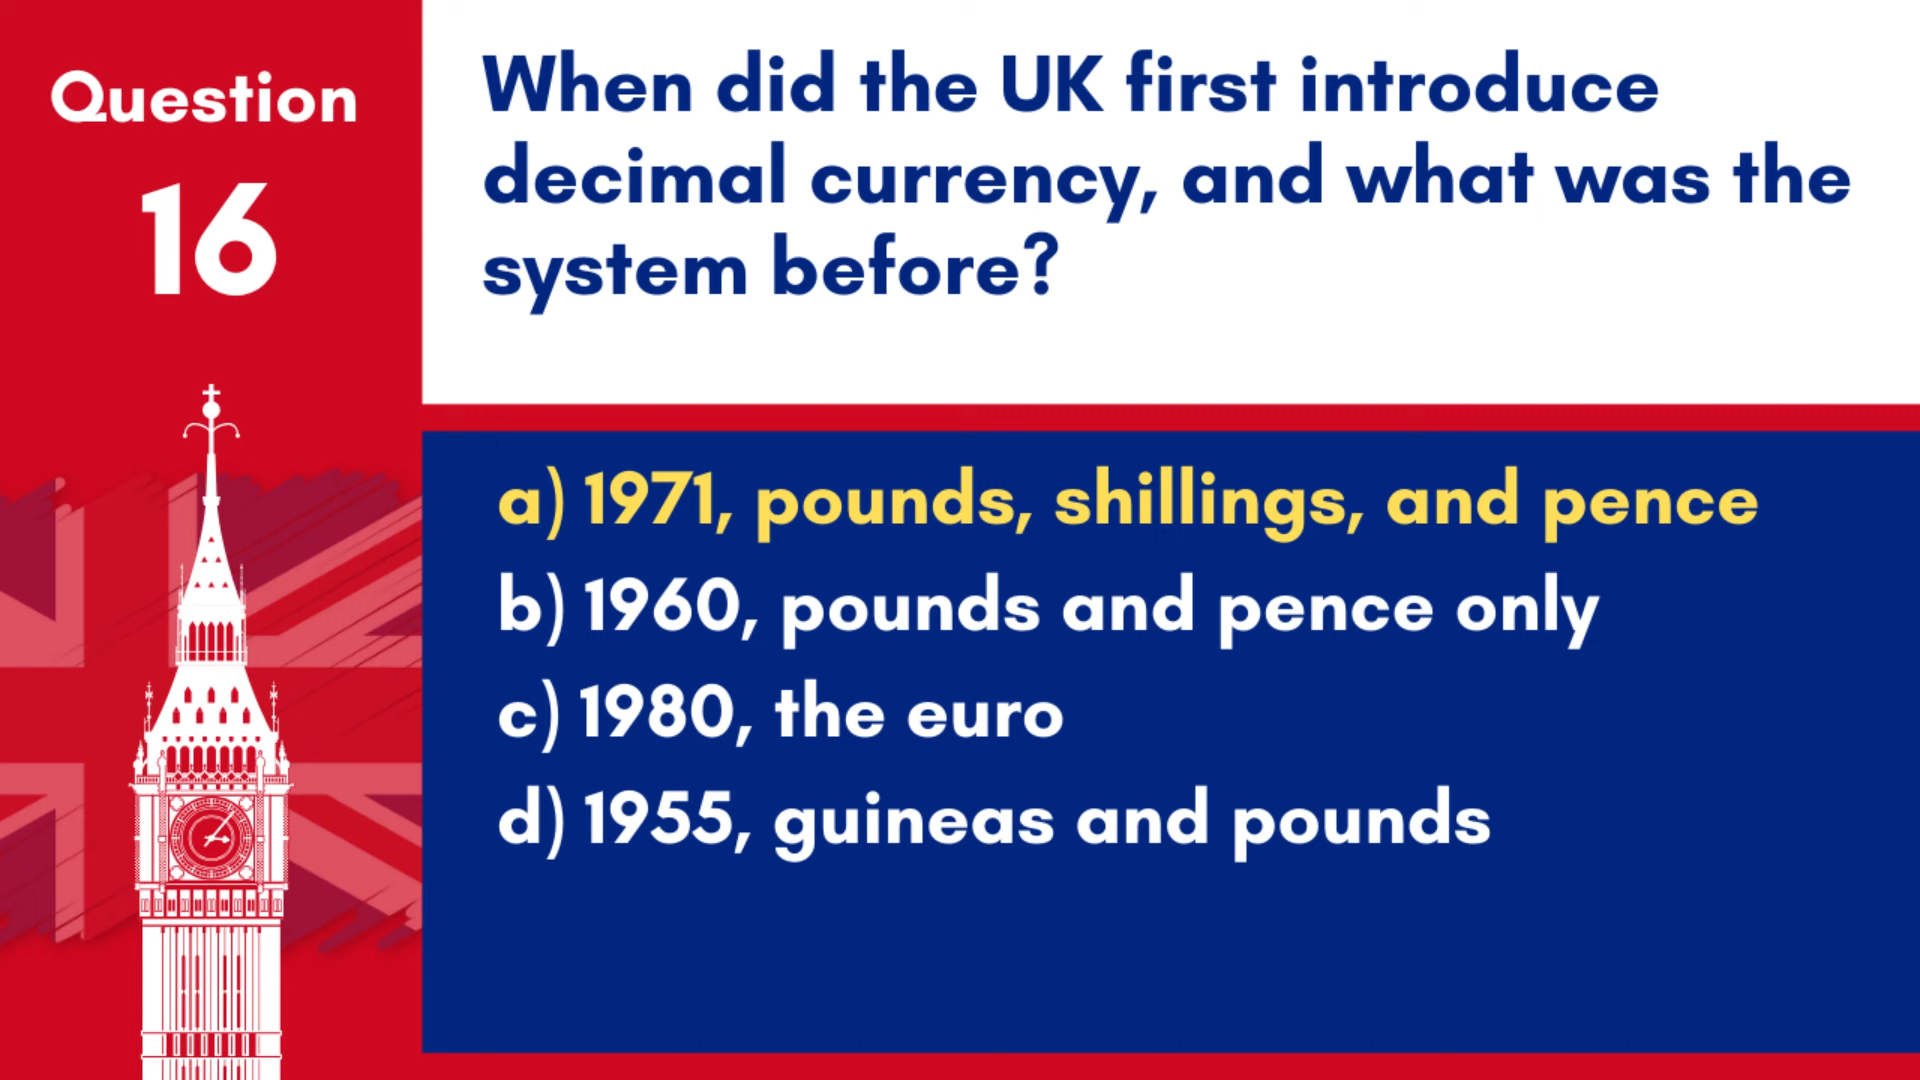 Question
16
When did the UK first introduce
decimal currency, and what was the
system before?
a) 1971, pounds, shillings, and pence
b) 1960, pounds and pence only
c) 1980, the euro
d) 1955, guineas and pounds